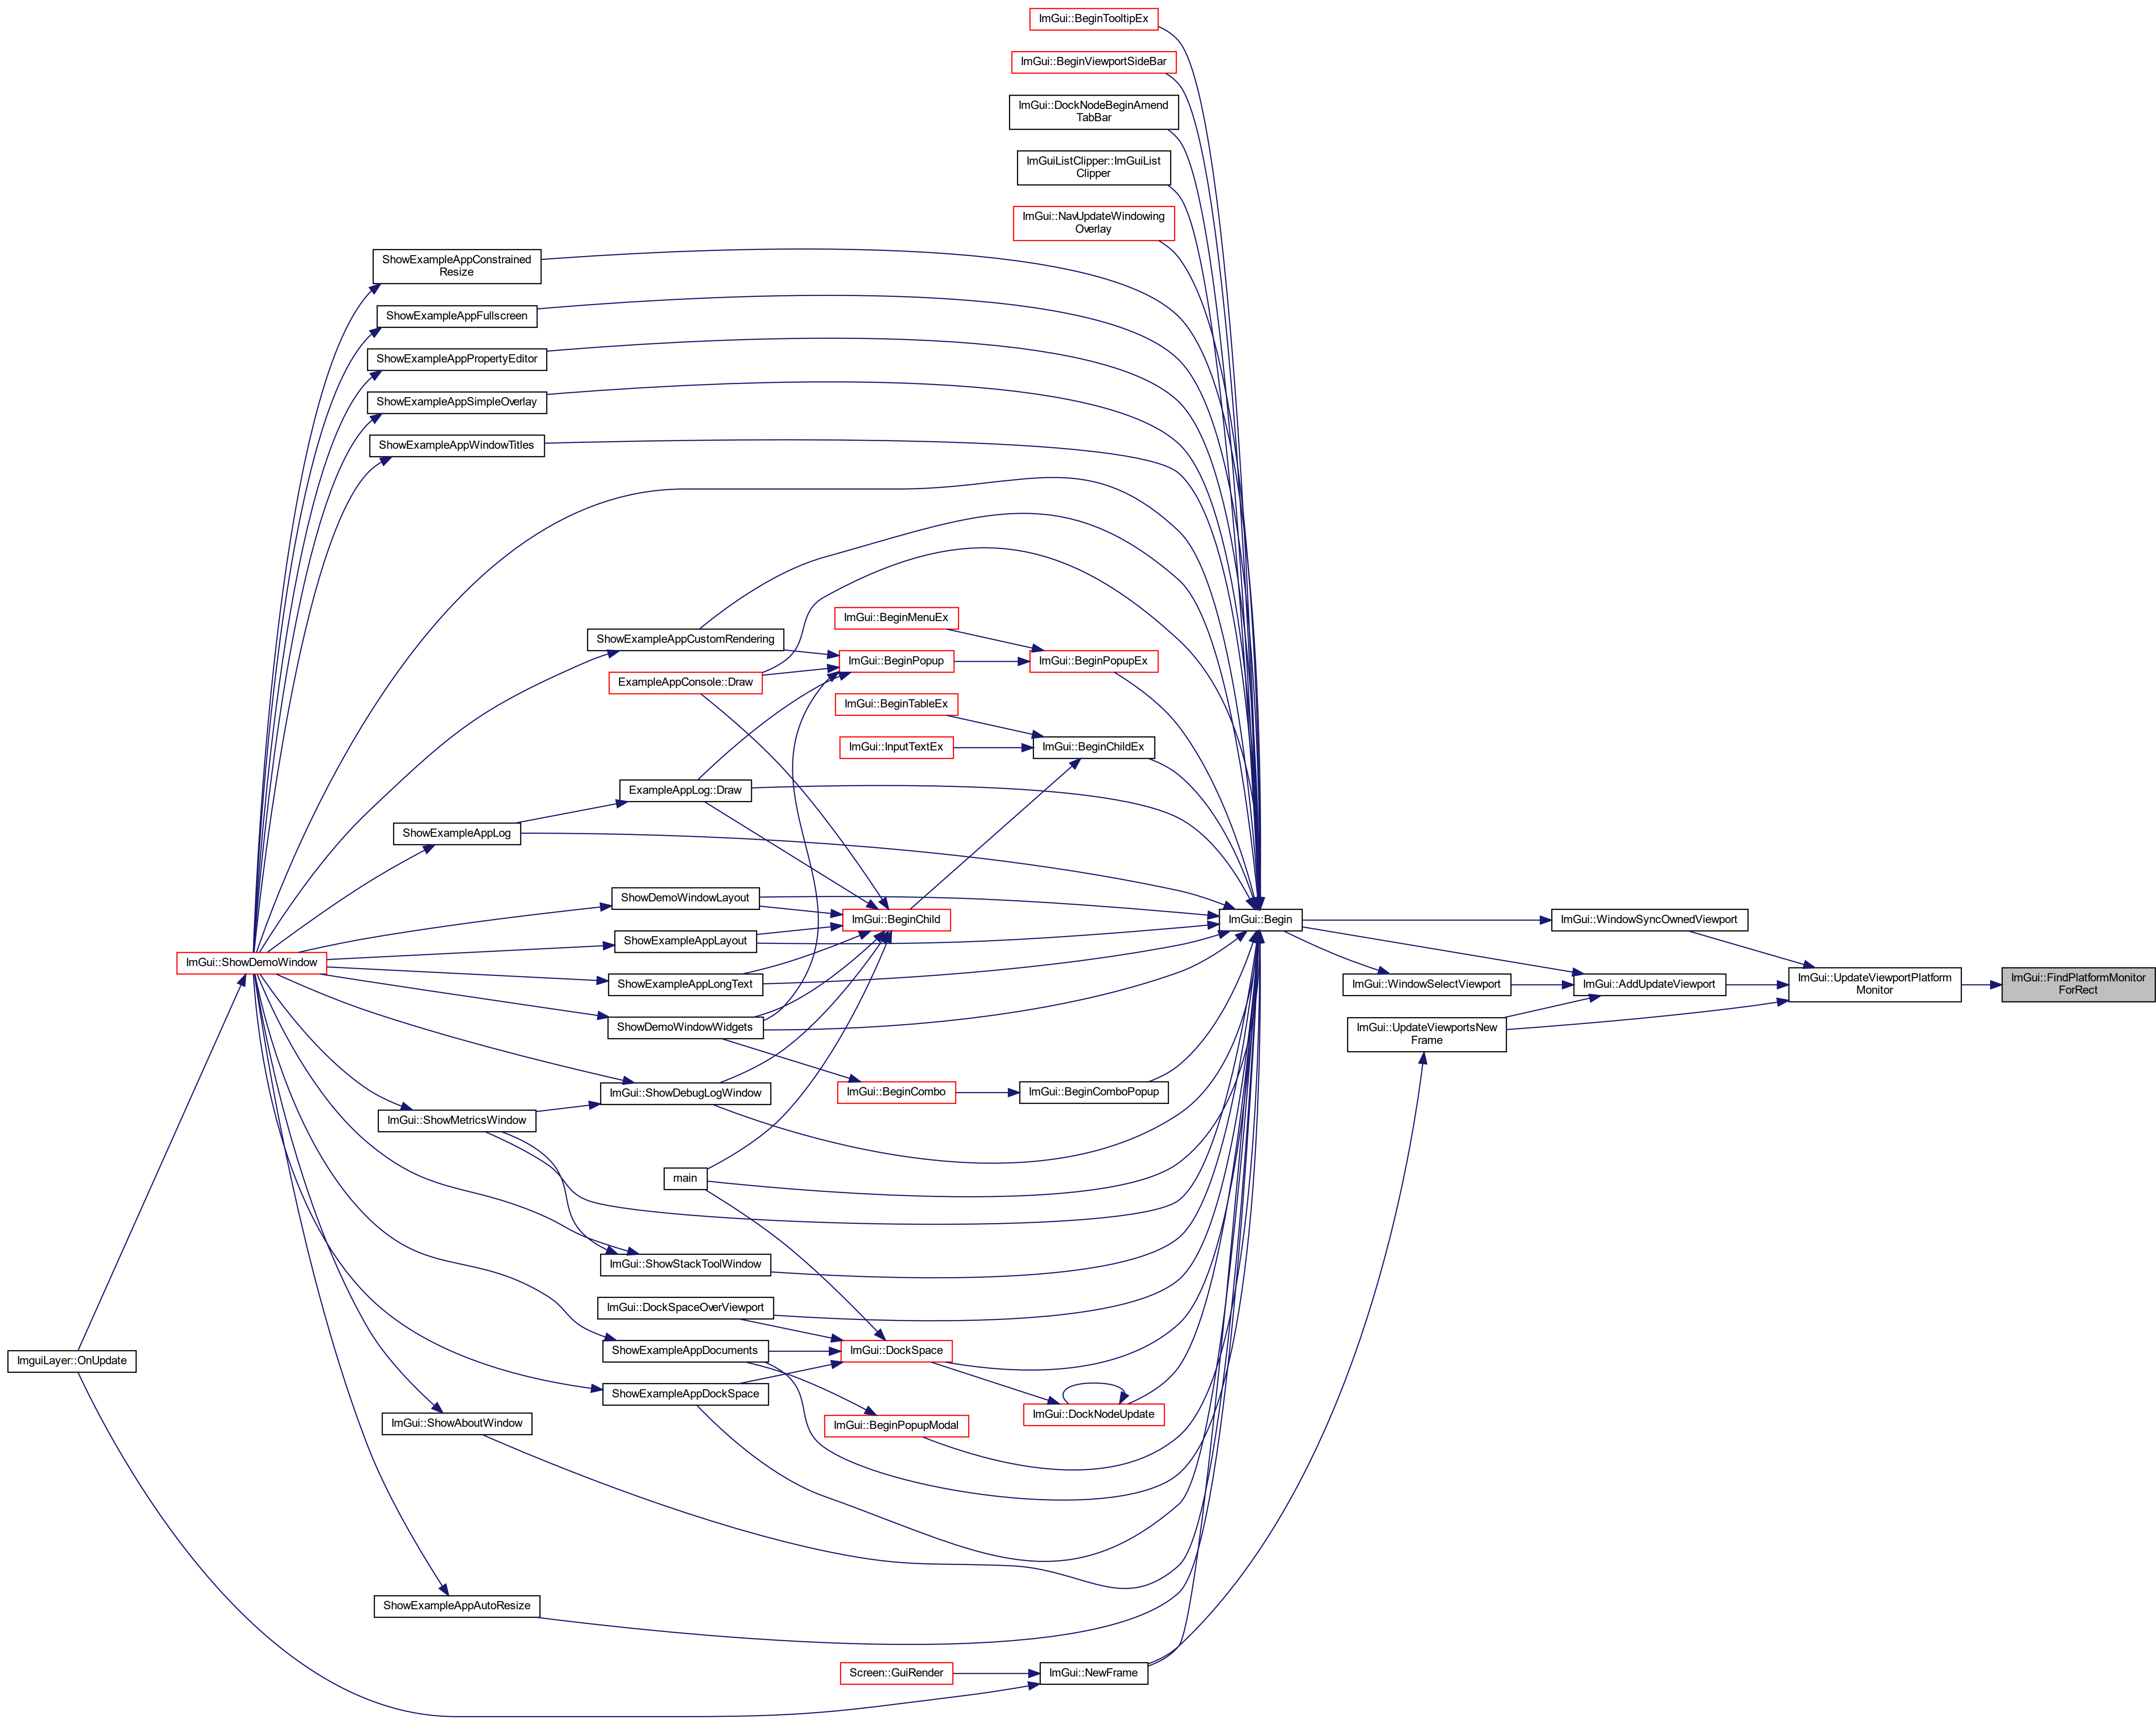 ImGui::BeginTooltipEx
ImGui::BeginViewportSideBar
ImGui::DockNodeBeginAmend
TabBar
ImGuiListClipper::ImGuiList
Clipper
ImGui::NavUpdateWindowing
Overlay
ShowExampleAppConstrained
Resize
ShowExampleAppFullscreen
ShowExampleAppPropertyEditor
ShowExampleAppSimpleOverlay
ShowExampleAppWindowTitles
ImGui::BeginMenuEx
ShowExampleAppCustomRendering
ImGui::BeginPopup
ImGui::BeginPopupEx
ExampleAppConsole::Draw
ImGui::BeginTableEx
ImGui::InputTextEx
ImGui::BeginChildEx
ExampleAppLog::Draw
ShowExampleAppLog
ShowDemoWindowLayout
ImGui::BeginChild
ImGui::Begin
ImGui::WindowSyncOwnedViewport
ShowExampleAppLayout
ImGui::ShowDemoWindow
ShowExampleAppLongText
ImGui::WindowSelectViewport
ImGui::AddUpdateViewport
ImGui::UpdateViewportPlatform
Monitor
ImGui::FindPlatformMonitor
ForRect
ShowDemoWindowWidgets
ImGui::UpdateViewportsNew
Frame
ImGui::ShowDebugLogWindow
ImGui::BeginCombo
ImGui::BeginComboPopup
ImGui::ShowMetricsWindow
main
ImGui::ShowStackToolWindow
ImGui::DockSpaceOverViewport
ImguiLayer::OnUpdate
ShowExampleAppDocuments
ImGui::DockSpace
ShowExampleAppDockSpace
ImGui::DockNodeUpdate
ImGui::ShowAboutWindow
ImGui::BeginPopupModal
ShowExampleAppAutoResize
Screen::GuiRender
ImGui::NewFrame